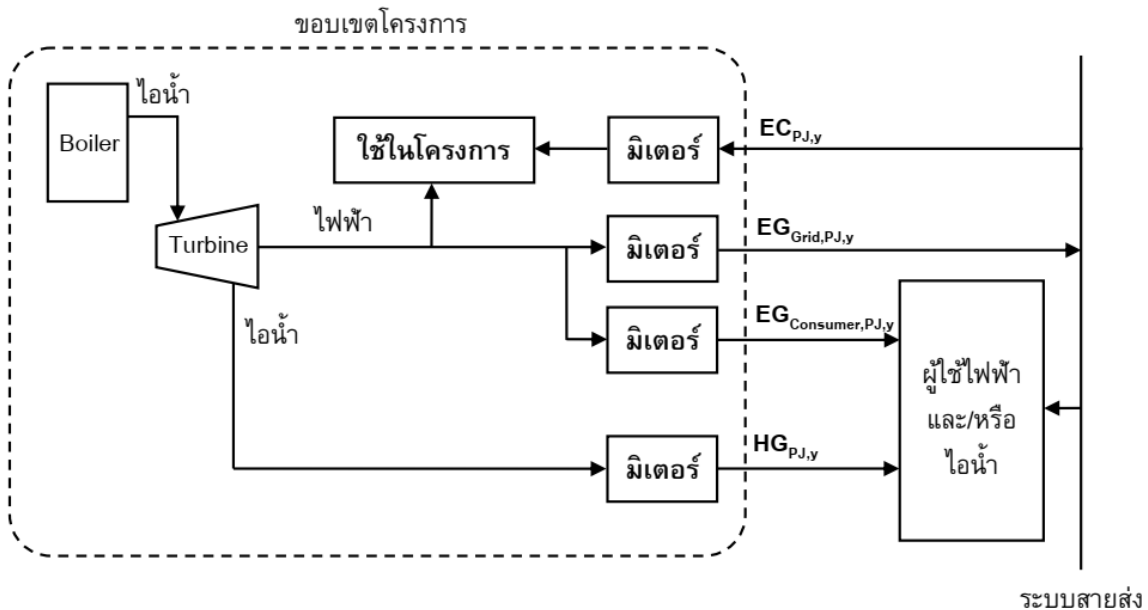 ขอบเขตโครงการ
ไอน้ำ
Boiler
ใช้ในโครงการ
มิเตอร์
EC_PJ,y
ไฟฟ้า
Turbine
มิเตอร์
EG_Grid,PJ,y
ไอน้ำ
มิเตอร์
EG_Consumer,PJ,y
ผู้ใช้ไฟฟ้า
และ/หรือ
ไอน้ำ
มิเตอร์
HG_PJ,y
ระบบสายส่ง